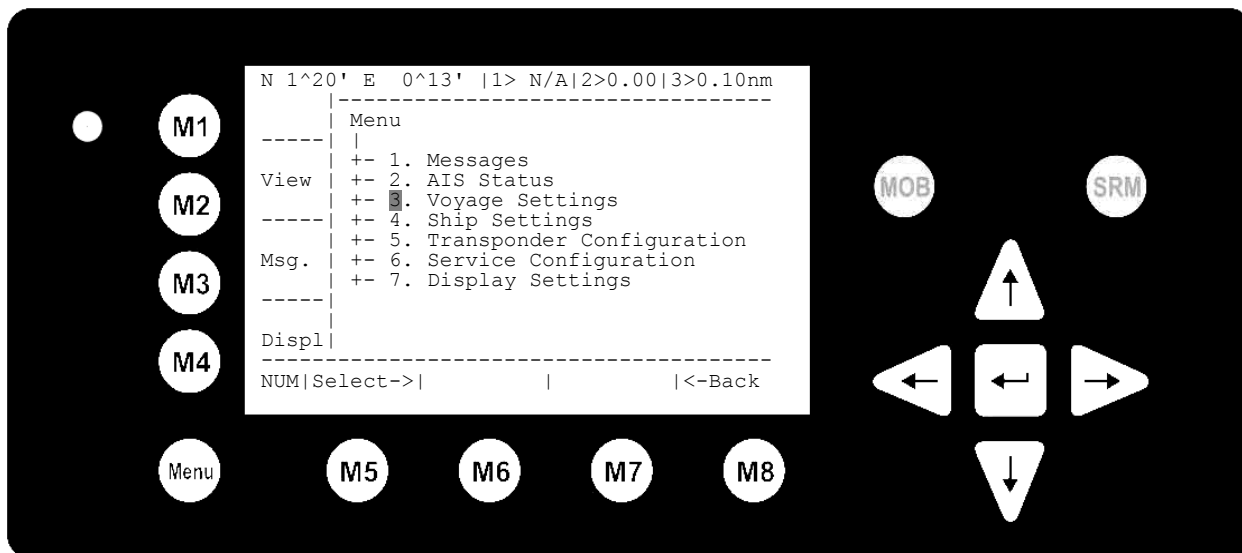 N 1^20' E  0^13' |1> N/A|2>0.00|3>0.10nm
|----------------------------------
M1
| Menu
-----| |
| +- 1. Messages
View | +- 2. AIS Status
MOB
SRM
M2
| +- 3. Voyage Settings
-----| +- 4. Ship Settings
| +- 5. Transponder Configuration
Msg. | +- 6. Service Configuration
M3
| +- 7. Display Settings
-----|
|
Displ|
M4
----------------------------------------
NUM|Select->|         |         |<-Back
Menu
M5
M6
M7
M8